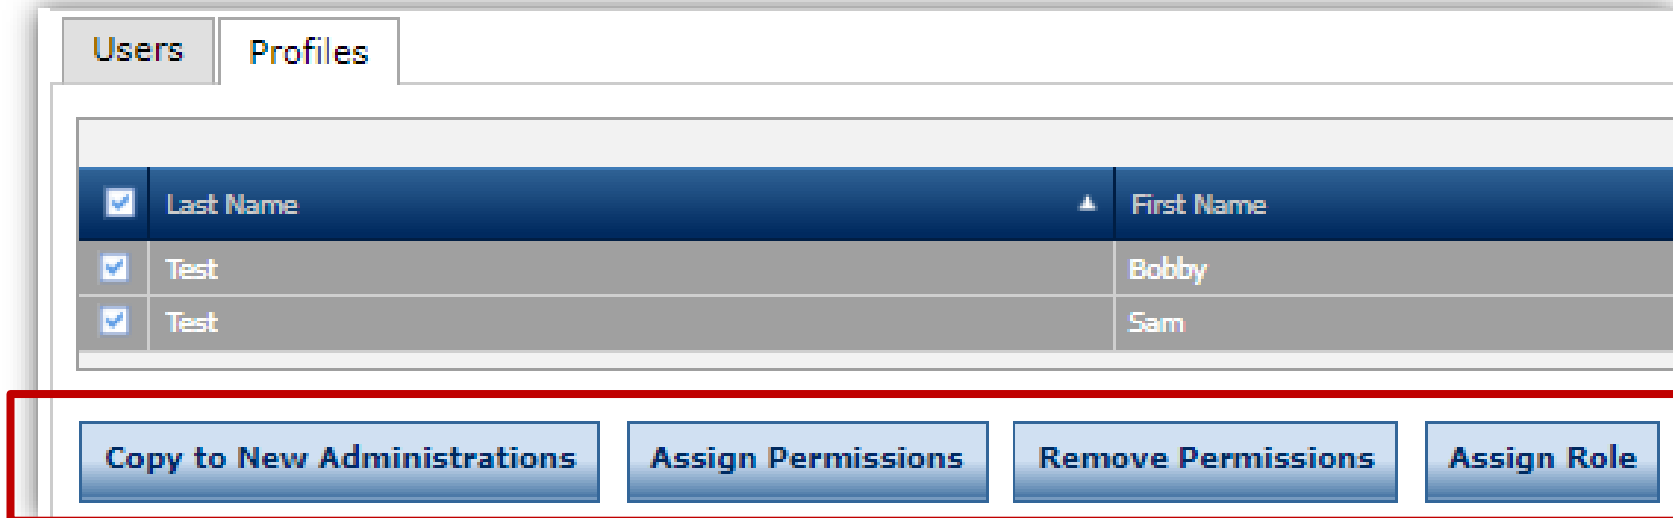 Users Profiles
Last Name First Name
Test Bobby
Test Sam
Copy to New Administrations Assign Permissions Remove Permissions Assign Role